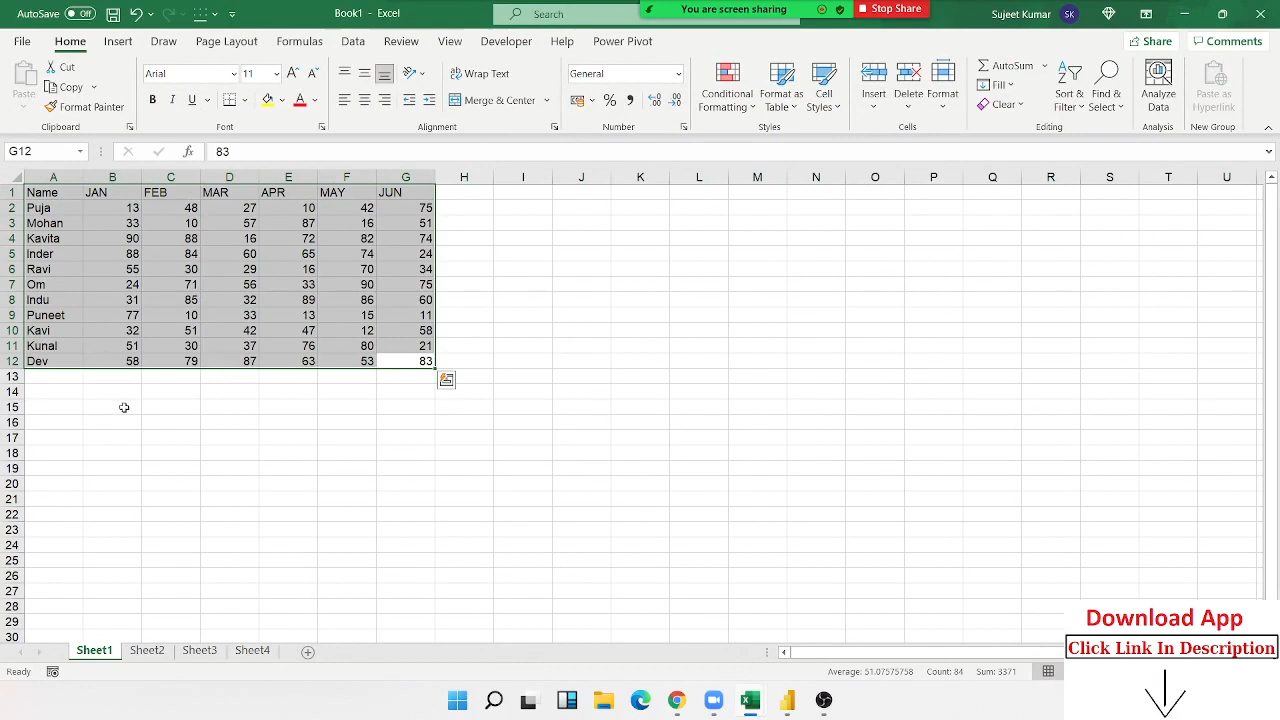 AutoSave Off Book1 - Excel Search You are screen sharing Stop Share Sujeet Kumar SK
File Home Insert Draw Page Layout Formulas Data Review View Developer Help Power Pivot Share Comments
Paste Cut Copy Format Painter Clipboard
Arial 11 B I U A Font
Wrap Text Merge & Center Alignment
General % Number
Conditional Formatting Format as Table Cell Styles Styles
Insert Delete Format Cells
AutoSum Fill Clear Sort & Filter Find & Select Editing
Analyze Data Analysis
Paste as Hyperlink New Group
G12 fx 83
A B C D E F G H I J K L M N O P Q R S T U
1 Name JAN FEB MAR APR MAY JUN
2 Puja 13 48 27 10 42 75
3 Mohan 33 10 57 87 16 51
4 Kavita 90 88 16 72 82 74
5 Inder 88 84 60 65 74 24
6 Ravi 55 30 29 16 70 34
7 Om 24 71 56 33 90 75
8 Indu 31 85 32 89 86 60
9 Puneet 77 10 33 13 15 11
10 Kavi 32 51 42 47 12 58
11 Kunal 51 30 37 76 80 21
12 Dev 58 79 87 63 53 83
13
14
15
16
17
18
19
20
21
22
23
24
25
26
27
28
29
30
Sheet1 Sheet2 Sheet3 Sheet4
Ready Average: 51.07575758 Count: 84 Sum: 3371
Download App
Click Link In Description